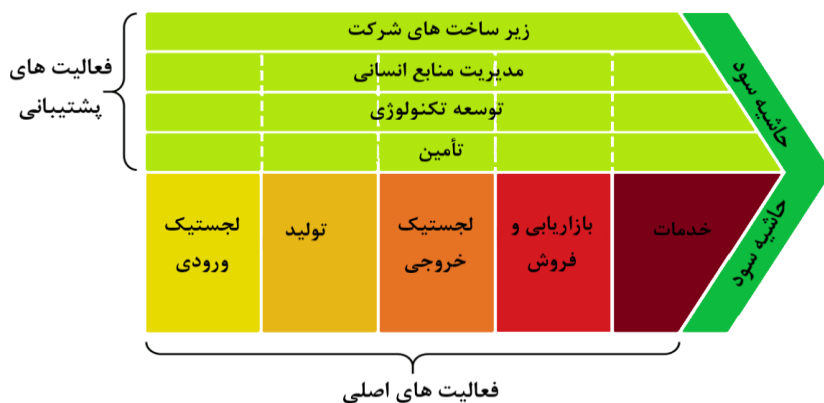 زیر ساخت های شرکت
مدیریت منابع انسانی
توسعه تکنولوژی
تأمین
فعالیت های
پشتیبانی
حاشیه سود
حاشیه سود
خدمات
بازاریابی و
فروش
لجستیک
خروجی
تولید
لجستیک
ورودی
فعالیت های اصلی